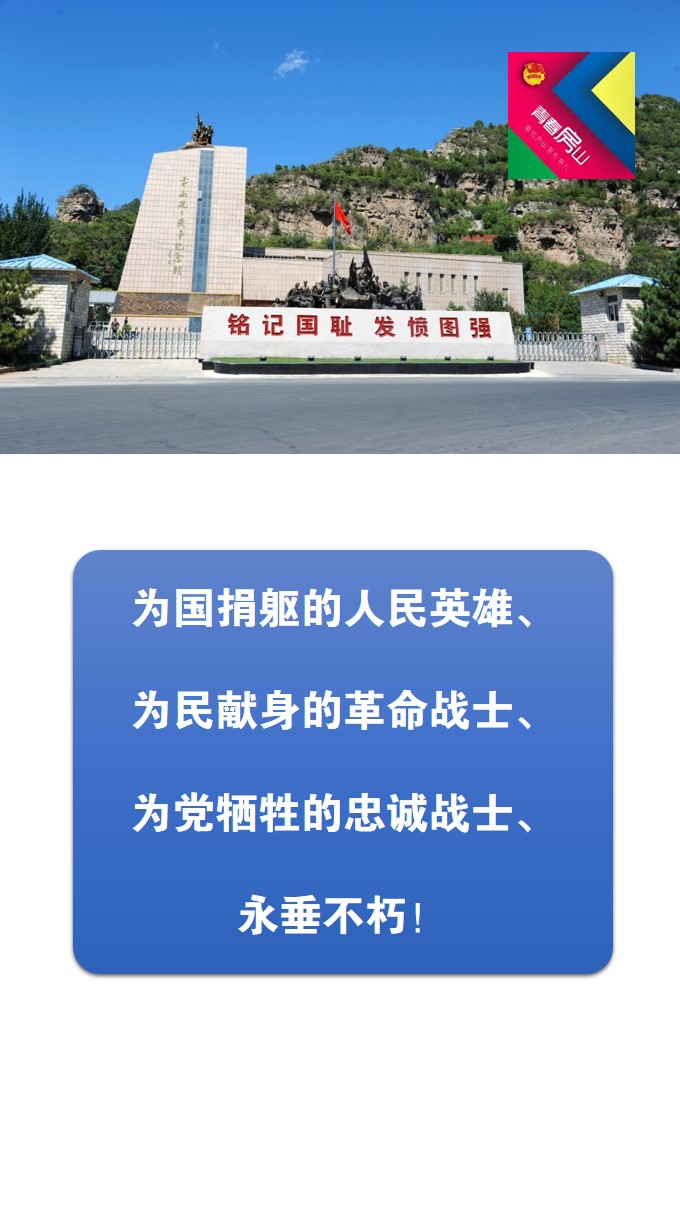 青春房山
铭记国耻 发愤图强
为国捐躯的人民英雄、
为民献身的革命战士、
为党牺牲的忠诚战士、
永垂不朽!